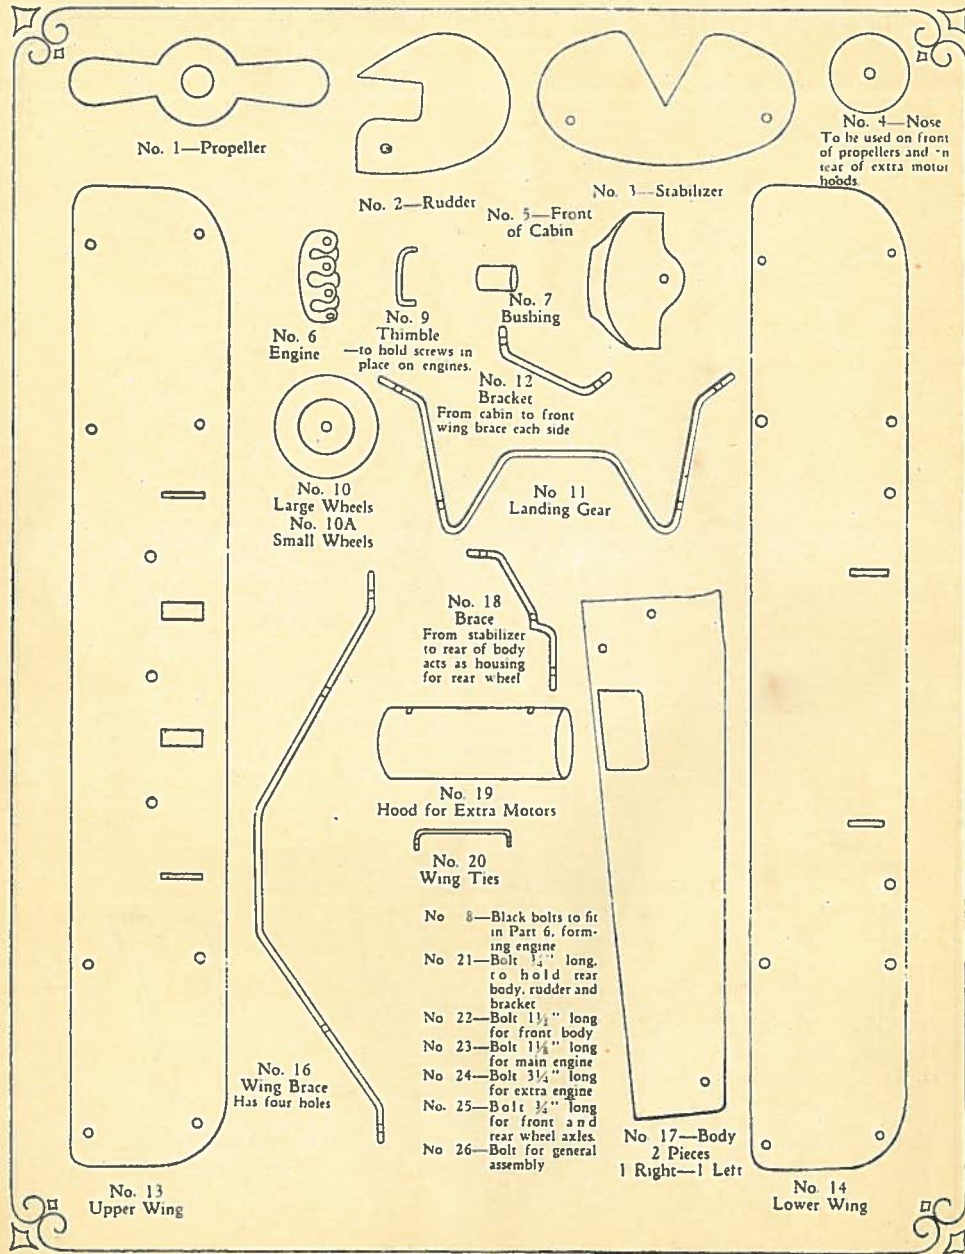 No. 1—Propeller
No. 2—Rudder
No. 3—Stabilizer
No. 4—Nose
To be used on front
of propellers and on
rear of extra motor
hoods.
No. 5—Front
of Cabin
No. 6
Engine
No. 9
Thimble
—to hold screws in
place on engines.
No. 7
Bushing
No. 12
Bracket
From cabin to front
wing brace each side
No. 10
Large Wheels
No. 10A
Small Wheels
No 11
Landing Gear
No. 18
Brace
From stabilizer
to rear of body
acts as housing
for rear wheel
No. 19
Hood for Extra Motors
No. 20
Wing Ties
No 8—Black bolts to fit
in Part 6, form-
ing engine
No 21—Bolt long,
to hold rear
body, rudder and
bracket
No 22—Bolt long
for front body
No 23—Bolt long
for main engine
No 24—Bolt 3¼" long
for extra engine
No. 25—Bolt ¾" long
for front and
rear wheel axles.
No 26—Bolt for general
assembly
No. 16
Wing Brace
Has four holes
No 17—Body
2 Pieces
1 Right—1 Left
No. 13
Upper Wing
No. 14
Lower Wing